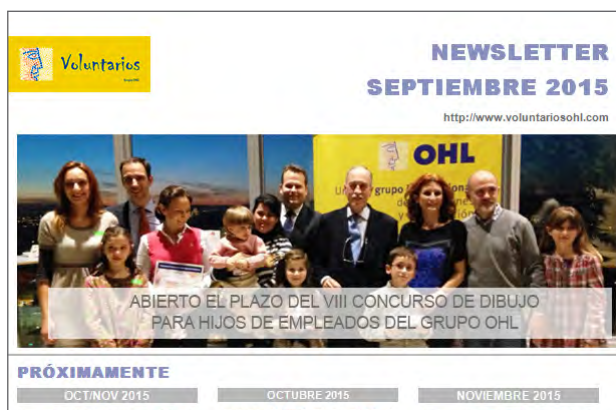 Voluntarios
NEWSLETTER
SEPTIEMBRE 2015
http://www.voluntariosohl.com
OHL
ABIERTO EL PLAZO DEL VIII CONCURSO DE DIBUJO
PARA HIJOS DE EMPLEADOS DEL GRUPO OHL
PRÓXIMAMENTE
OCT/NOV 2015
OCTUBRE 2015
NOVIEMBRE 2015